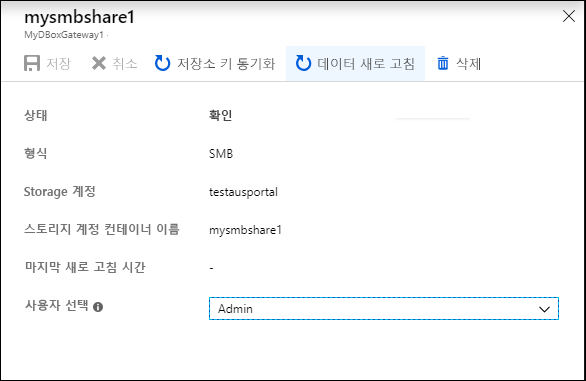 mysmbshare1
MyDBoxGateway1
저장 취소 저장소 키 동기화 데이터 새로 고침 삭제
상태 확인
형식 SMB
Storage 계정 testausportal
스토리지 계정 컨테이너 이름 mysmbshare1
마지막 새로 고침 시간 -
사용자 선택 Admin